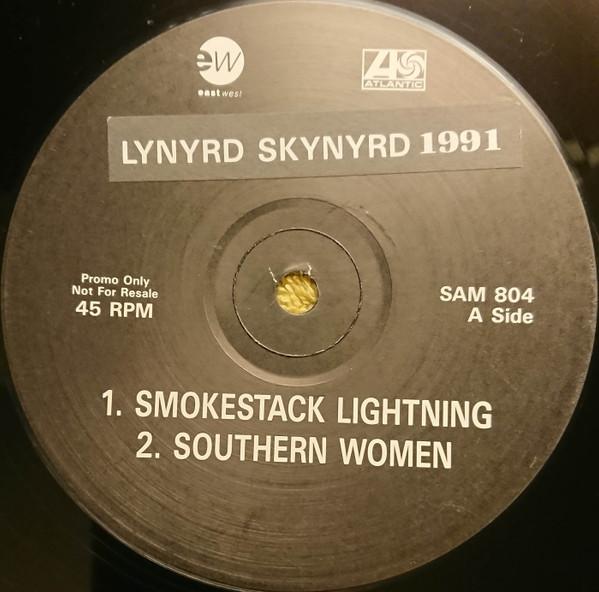 ew
eastwest
ATLANTIC
LYNYRD SKYNYRD 1991
Promo Only
Not For Resale
45 RPM
SAM 804
A Side
1. SMOKESTACK LIGHTNING
2. SOUTHERN WOMEN